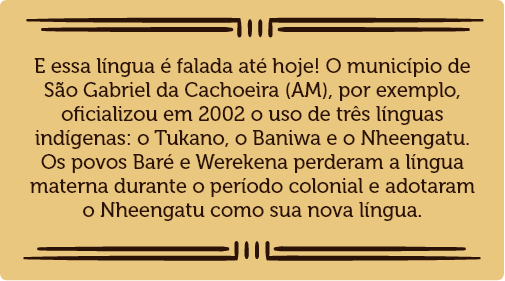 E essa língua é falada até hoje! O município de
São Gabriel da Cachoeira (AM), por exemplo,
oficializou em 2002 o uso de três línguas
indígenas: o Tukano, o Baniwa e o Nheengatu.
Os povos Baré e Werekena perderam a língua
materna durante o período colonial e adotaram
o Nheengatu como sua nova língua.